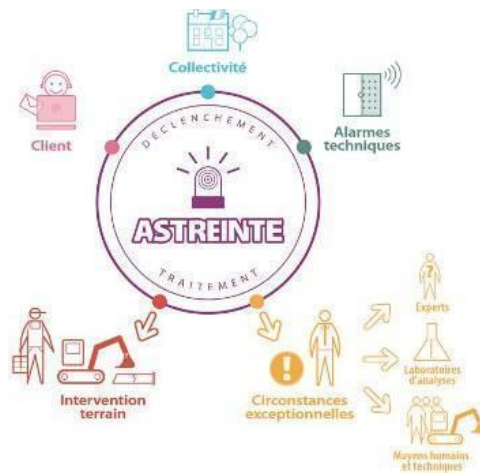 Collectivité
Client
Alarmes
techniques
DÉCLENCHEMENT
ASTREINTE
TRAITEMENT
?
Experts
!
Intervention
terrain
Circonstances
exceptionnelles
Laboratoires
d'analyses
Moyens humains
et techniques